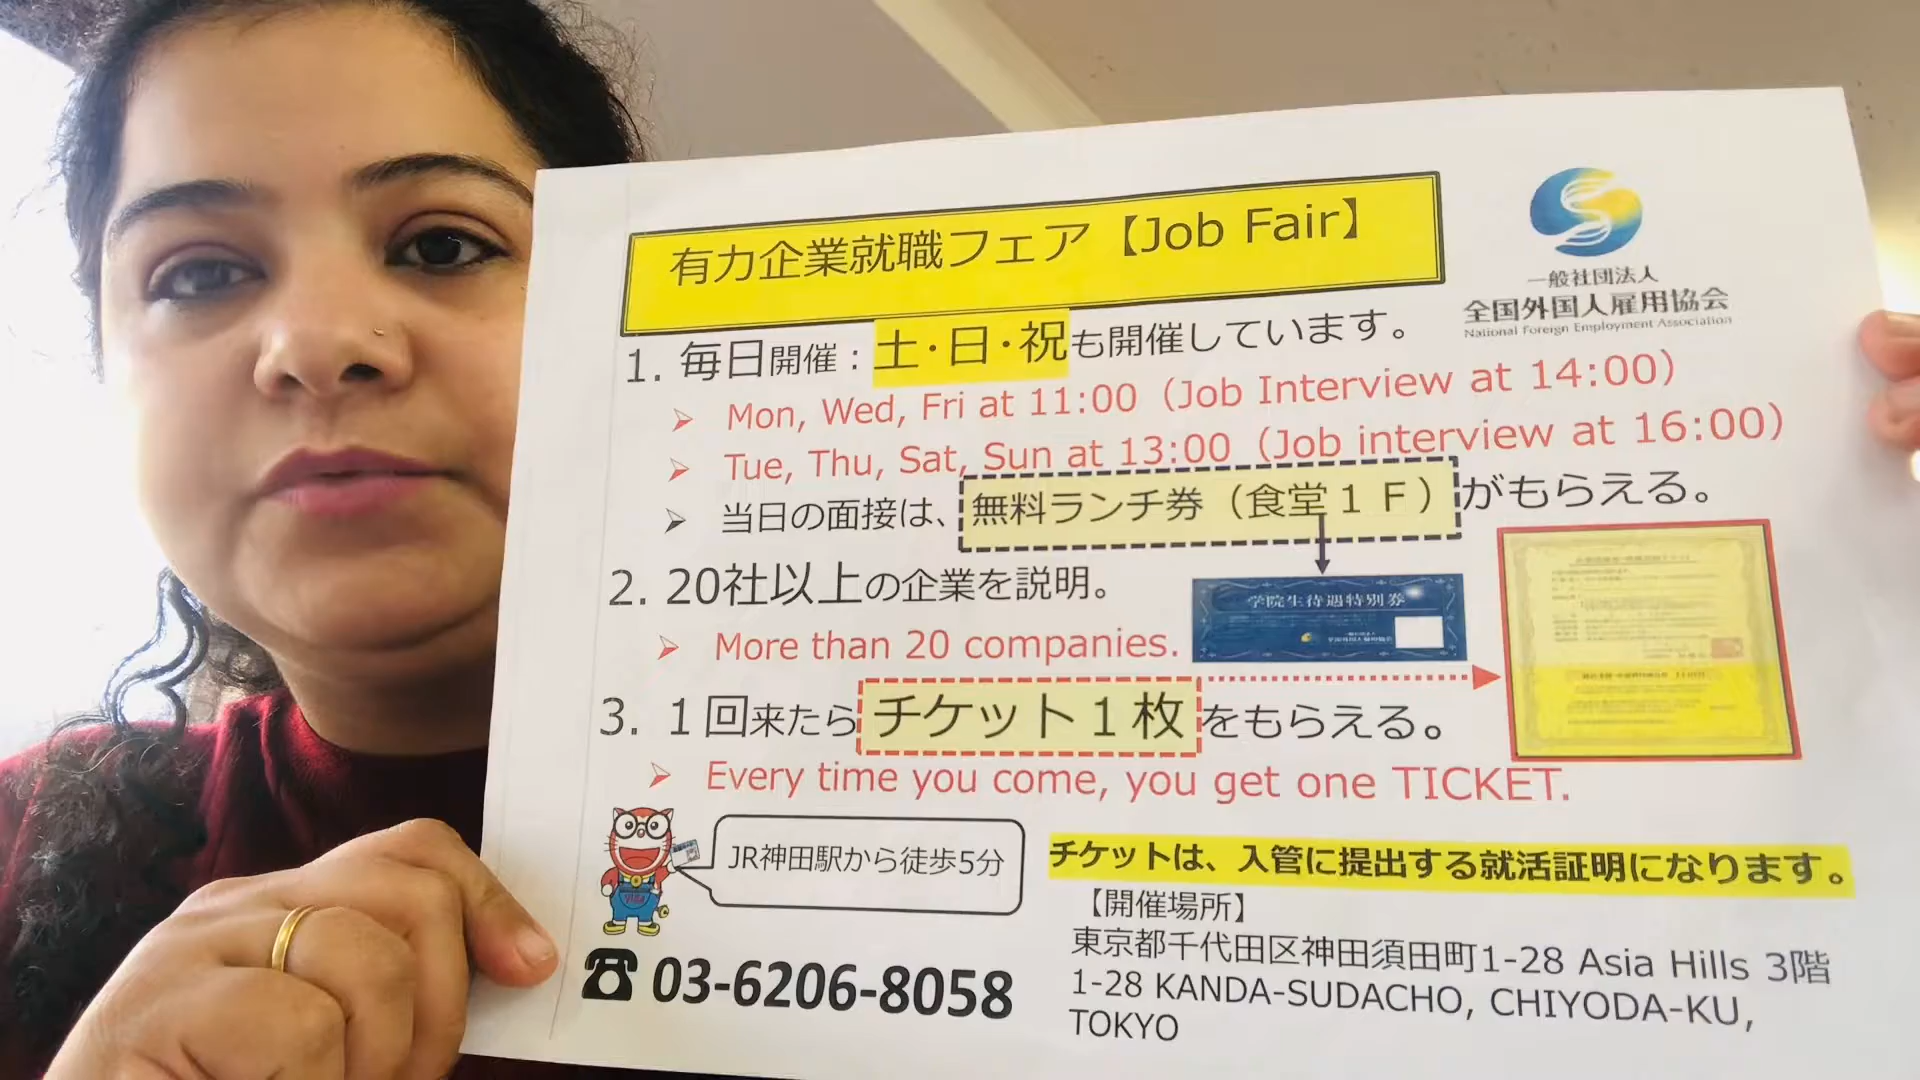 有力企業就職フェア【Job Fair】
一般社団法人
全国外国人雇用協会
National Foreign Employment Association
1. 毎日開催：土・日・祝も開催しています。
➢ Mon, Wed, Fri at 11:00（Job Interview at 14:00）
➢ Tue, Thu, Sat, Sun at 13:00（Job interview at 16:00）
➢ 当日の面接は、無料ランチ券（食堂１Ｆ）がもらえる。
2. 20社以上の企業を説明。
学院生待遇特別券
➢ More than 20 companies.
3. １回来たらチケット１枚をもらえる。
➢ Every time you come, you get one TICKET.
JR神田駅から徒歩5分
チケットは、入管に提出する就活証明になります。
【開催場所】
東京都千代田区神田須田町1-28 Asia Hills 3階
1-28 KANDA-SUDACHO, CHIYODA-KU,
TOKYO
☎ 03-6206-8058